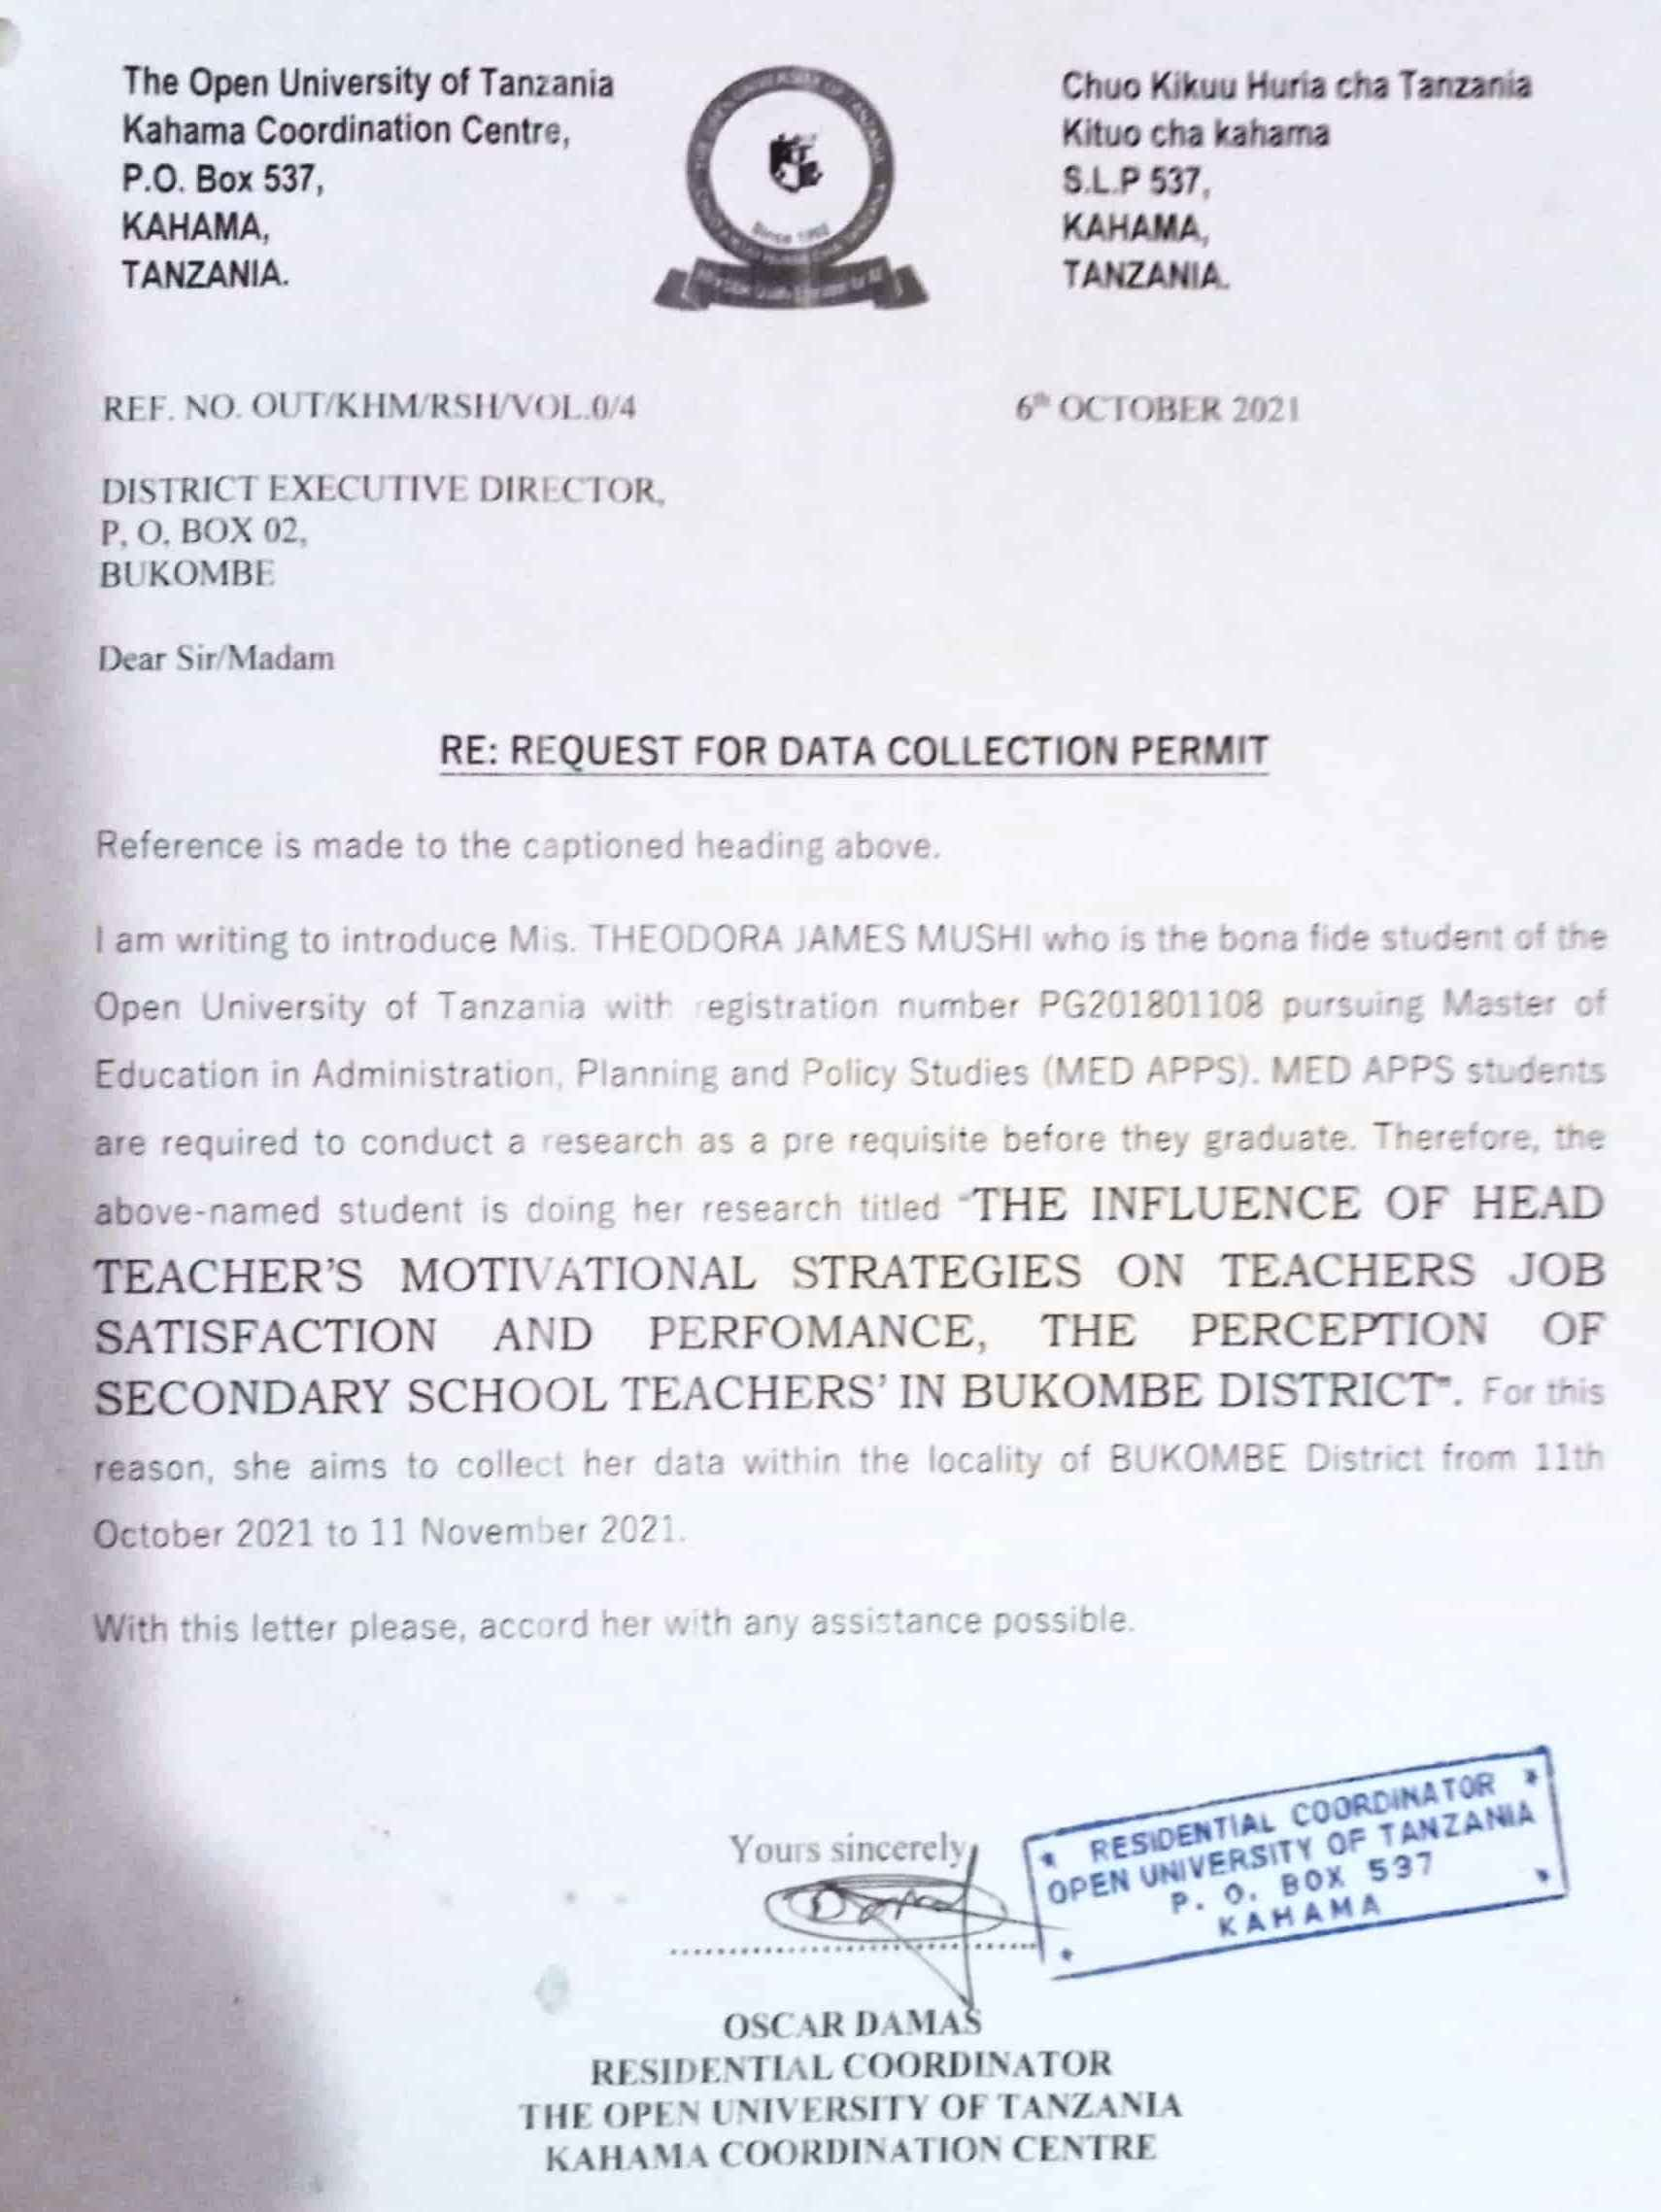 The Open University of Tanzania
Kahama Coordination Centre,
P.O. Box 537,
KAHAMA,
TANZANIA.
Since
Chuo Kikuu Huria cha Tanzania
Kituo cha kahama
S.L.P 537,
KAHAMA,
TANZANIA.
REF. NO. OUT/KHM/RSH/VOL.0/4
6th OCTOBER 2021
DISTRICT EXECUTIVE DIRECTOR,
P. O. BOX 02,
BUKOMBE
Dear Sir/Madam
RE: REQUEST FOR DATA COLLECTION PERMIT
Reference is made to the captioned heading above.
I am writing to introduce Mis. THEODORA JAMES MUSHI who is the bona fide student of the
Open University of Tanzania with registration number PG201801108 pursuing Master of
Education in Administration, Planning and Policy Studies (MED APPS). MED APPS students
are required to conduct a research as a pre requisite before they graduate. Therefore, the
above-named student is doing her research titled "THE INFLUENCE OF HEAD
TEACHER'S MOTIVATIONAL STRATEGIES ON TEACHERS JOB
SATISFACTION AND PERFOMANCE, THE PERCEPTION OF
SECONDARY SCHOOL TEACHERS' IN BUKOMBE DISTRICT". For this
reason, she aims to collect her data within the locality of BUKOMBE District from 11th
October 2021 to 11 November 2021.
With this letter please, accord her with any assistance possible.
Yours sincerely,
RESIDENTIAL COORDINATOR
OPEN UNIVERSITY OF TANZANIA
P. O. BOX 537
KAHAMA
OSCAR DAMAS
RESIDENTIAL COORDINATOR
THE OPEN UNIVERSITY OF TANZANIA
KAHAMA COORDINATION CENTRE